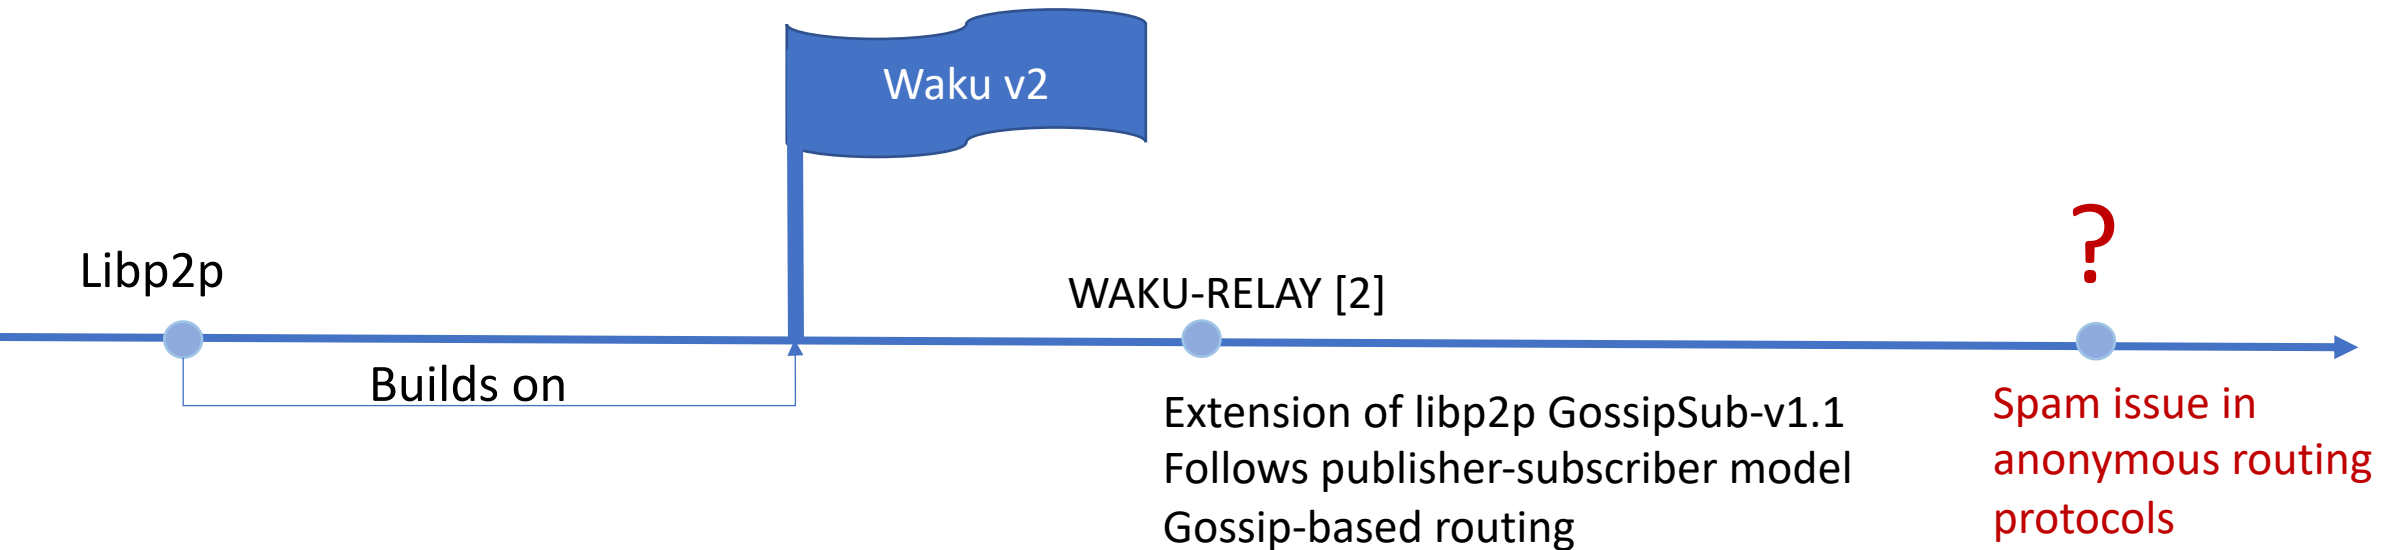 Waku v2
Libp2p
Builds on
WAKU-RELAY [2]
Extension of libp2p GossipSub-v1.1
Follows publisher-subscriber model
Gossip-based routing
?
Spam issue in
anonymous routing
protocols